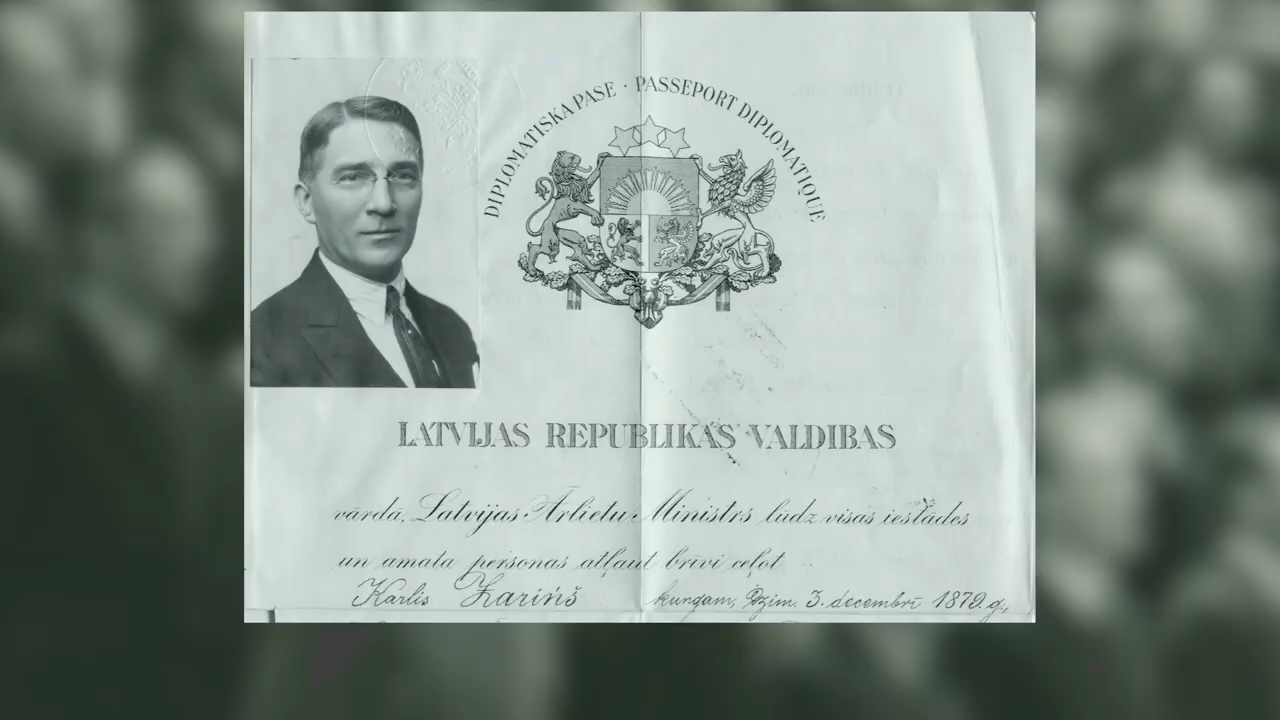 DIPLOMATISKA PASE · PASSEPORT DIPLOMATIQUE
LATVIJAS REPUBLIKAS VALDIBAS
vārdā, Latvijas Ārlietu Ministrs lūdz visas iestādes
un amata personas atļaut brīvi ceļot
Karlis Zariņš kungam, Dzim. 3. decembrī 1879. g.,